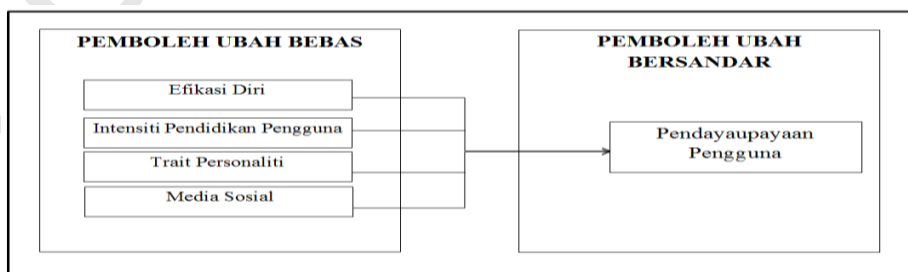 PEMBOLEH UBAH BEBAS
Efikasi Diri
Intensiti Pendidikan Pengguna
Trait Personaliti
Media Sosial
PEMBOLEH UBAH
BERSANDAR
Pendayaupayaan
Pengguna